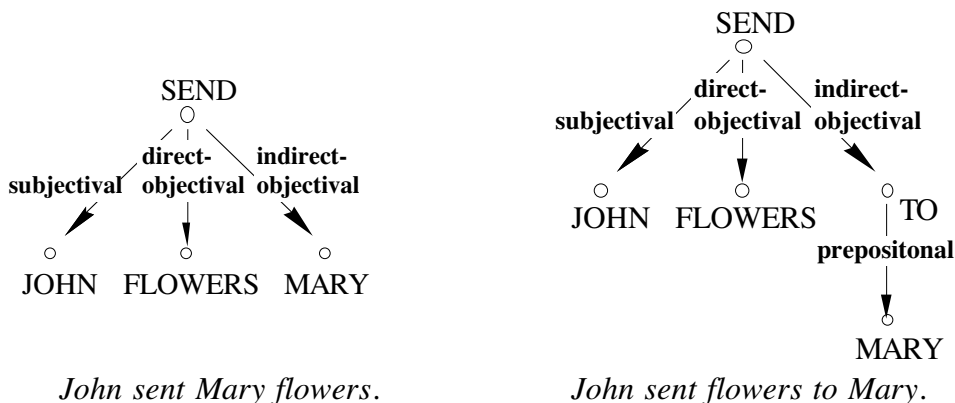 SEND
subjectival
direct-
objectival
indirect-
objectival
JOHN FLOWERS MARY
John sent Mary flowers.
SEND
subjectival
direct-
objectival
indirect-
objectival
JOHN FLOWERS TO
prepositonal
MARY
John sent flowers to Mary.